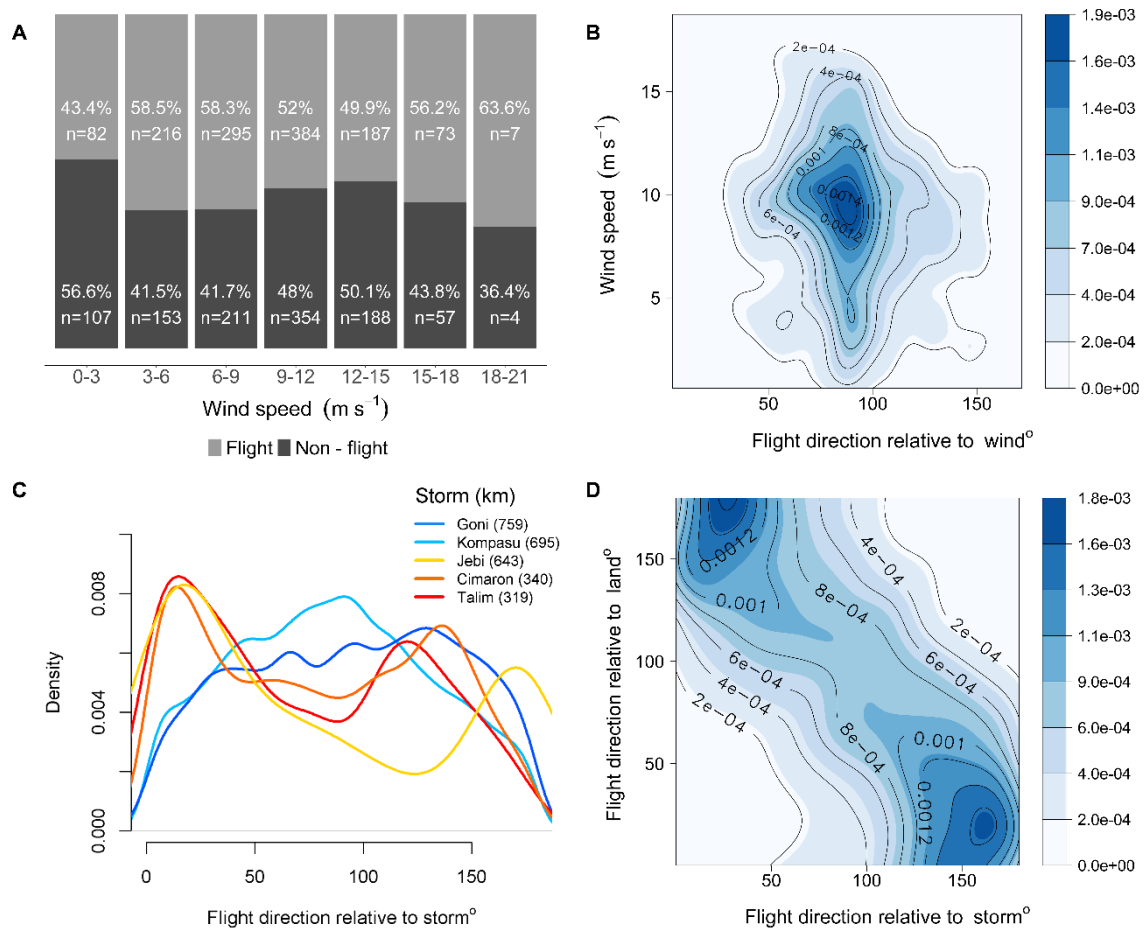 A
43.4% 58.5% 58.3% 52% 49.9% 56.2% 63.6%
n=82 n=216 n=295 n=384 n=187 n=73 n=7
56.6% 41.5% 41.7% 48% 50.1% 43.8% 36.4%
n=107 n=153 n=211 n=354 n=188 n=57 n=4
0-3 3-6 6-9 9-12 12-15 15-18 18-21
Wind speed (m s⁻¹)
Flight Non - flight
B
Wind speed (m s⁻¹)
15
10
5
2e-04
4e-04
8e-04
0.001
0.0014
0.0012
6e-04
50 100 150
Flight direction relative to wind°
1.9e-03
1.6e-03
1.4e-03
1.1e-03
9.0e-04
7.0e-04
4.0e-04
2.0e-04
0.0e+00
C
Storm (km)
Goni (759)
Kompasu (695)
Jebi (643)
Cimaron (340)
Talim (319)
Density
0.008
0.004
0.000
0 50 100 150
Flight direction relative to storm°
D
Flight direction relative to land°
150
100
50
0.0012
0.001
4e-04
8e-04
2e-04
6e-04
6e-04
4e-04
2e-04
8e-04
0.001
0.0012
50 100 150
Flight direction relative to storm°
1.8e-03
1.6e-03
1.3e-03
1.1e-03
9.0e-04
6.0e-04
4.0e-04
2.0e-04
0.0e+00